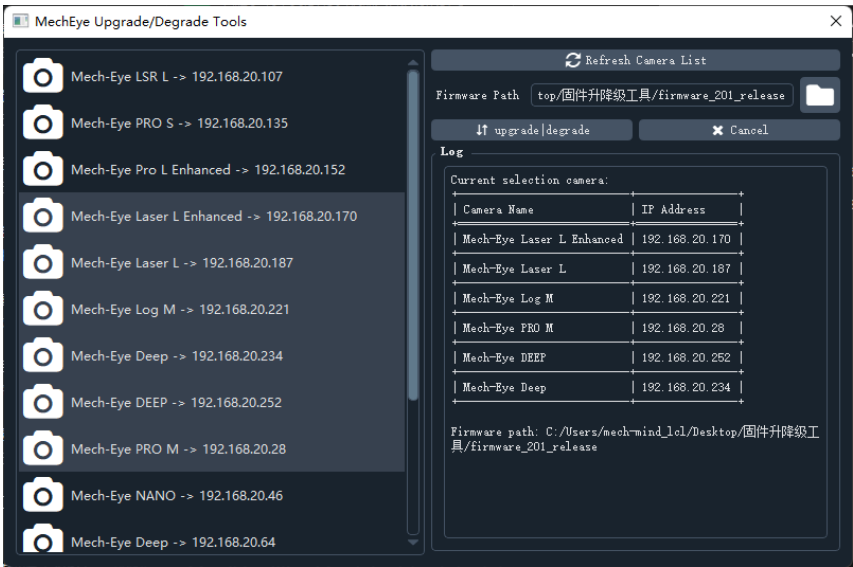 MechEye Upgrade/Degrade Tools
Mech-Eye LSR L -> 192.168.20.107
Mech-Eye PRO S -> 192.168.20.135
Mech-Eye Pro L Enhanced -> 192.168.20.152
Mech-Eye Laser L Enhanced -> 192.168.20.170
Mech-Eye Laser L -> 192.168.20.187
Mech-Eye Log M -> 192.168.20.221
Mech-Eye Deep -> 192.168.20.234
Mech-Eye DEEP -> 192.168.20.252
Mech-Eye PRO M -> 192.168.20.28
Mech-Eye NANO -> 192.168.20.46
Mech-Eye Deep -> 192.168.20.64
Refresh Camera List
Firmware Path top/固件升降级工具/firmware_201_release
upgrade|degrade Cancel
Log
Current selection camera:
| Camera Name | IP Address |
| Mech-Eye Laser L Enhanced | 192.168.20.170 |
| Mech-Eye Laser L | 192.168.20.187 |
| Mech-Eye Log M | 192.168.20.221 |
| Mech-Eye PRO M | 192.168.20.28 |
| Mech-Eye DEEP | 192.168.20.252 |
| Mech-Eye Deep | 192.168.20.234 |
Firmware path: C:/Users/mech-mind_lcl/Desktop/固件升降级工
具/firmware_201_release